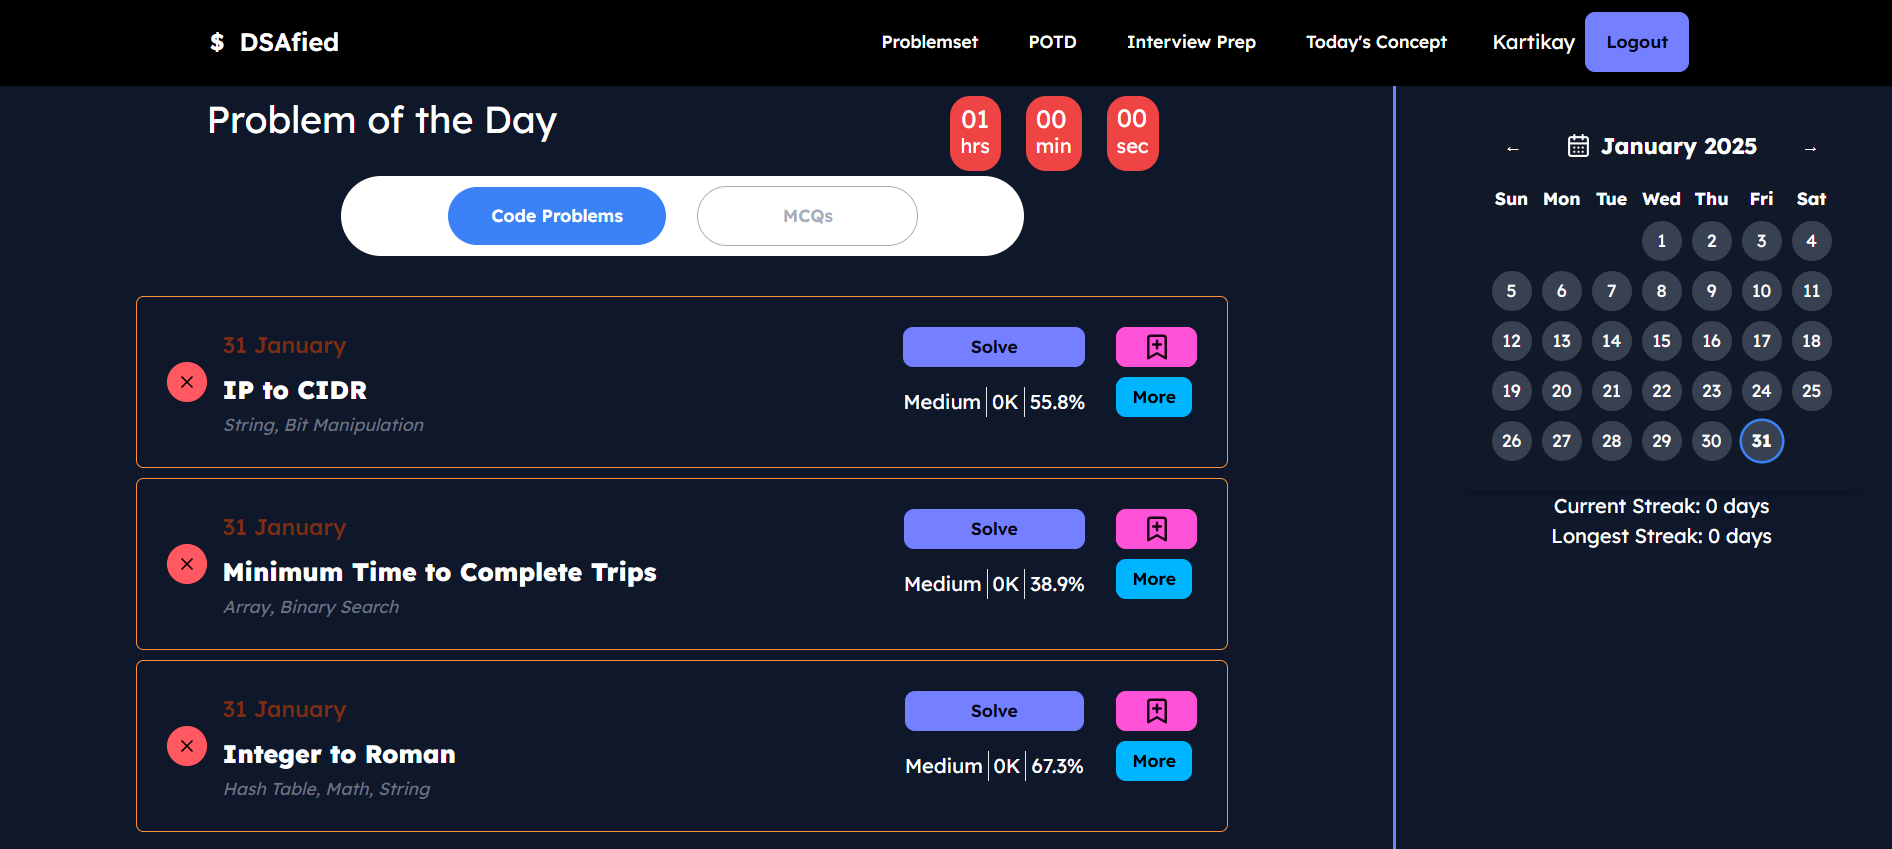 $ DSAfied
Problemset POTD Interview Prep Today's Concept Kartikay Logout
Problem of the Day
01 hrs
00 min
00 sec
Code Problems MCQs
31 January
IP to CIDR
String, Bit Manipulation
Solve
Medium 0K 55.8%
More
31 January
Minimum Time to Complete Trips
Array, Binary Search
Solve
Medium 0K 38.9%
More
31 January
Integer to Roman
Hash Table, Math, String
Solve
Medium 0K 67.3%
More
← January 2025 →
Sun Mon Tue Wed Thu Fri Sat
1 2 3 4
5 6 7 8 9 10 11
12 13 14 15 16 17 18
19 20 21 22 23 24 25
26 27 28 29 30 31
Current Streak: 0 days
Longest Streak: 0 days